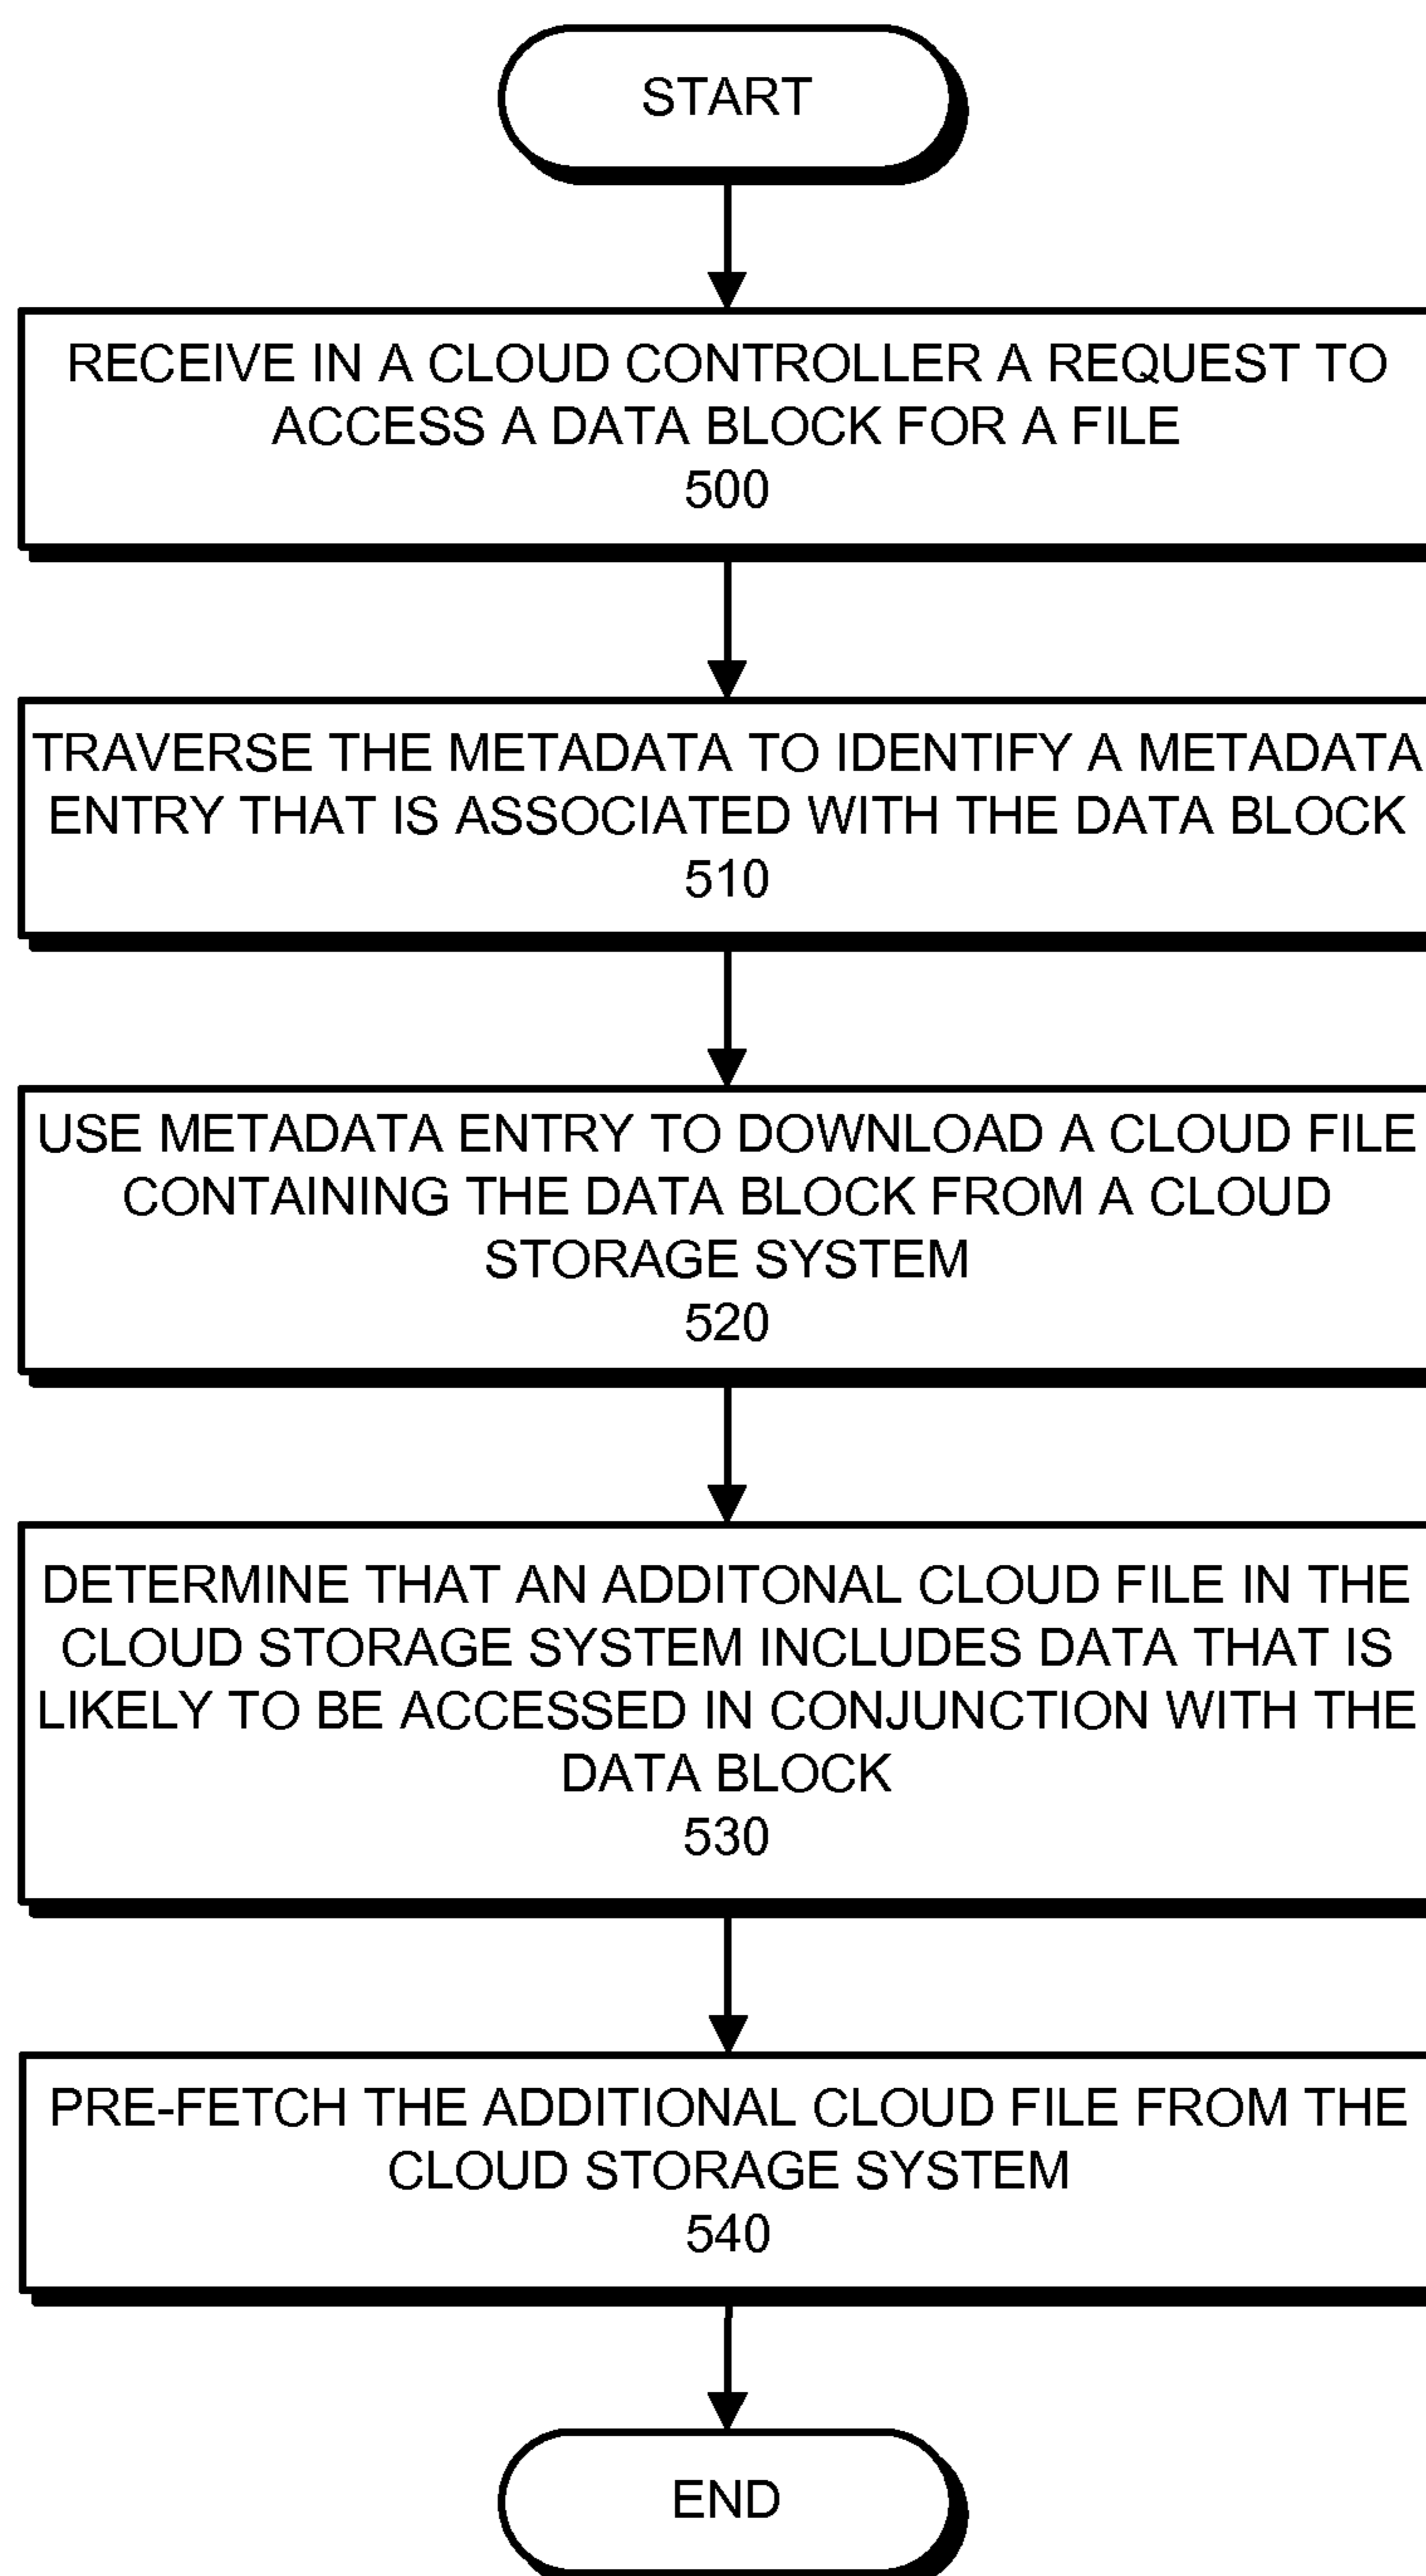 START
RECEIVE IN A CLOUD CONTROLLER A REQUEST TO
ACCESS A DATA BLOCK FOR A FILE
500
TRAVERSE THE METADATA TO IDENTIFY A METADATA
ENTRY THAT IS ASSOCIATED WITH THE DATA BLOCK
510
USE METADATA ENTRY TO DOWNLOAD A CLOUD FILE
CONTAINING THE DATA BLOCK FROM A CLOUD
STORAGE SYSTEM
520
DETERMINE THAT AN ADDITONAL CLOUD FILE IN THE
CLOUD STORAGE SYSTEM INCLUDES DATA THAT IS
LIKELY TO BE ACCESSED IN CONJUNCTION WITH THE
DATA BLOCK
530
PRE-FETCH THE ADDITIONAL CLOUD FILE FROM THE
CLOUD STORAGE SYSTEM
540
END